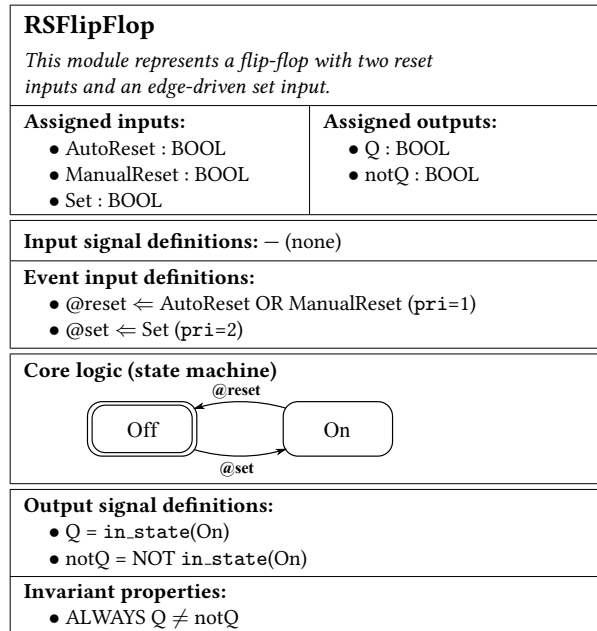 RSFlipFlop
This module represents a flip-flop with two reset
inputs and an edge-driven set input.
Assigned inputs:
• AutoReset : BOOL
• ManualReset : BOOL
• Set : BOOL
Assigned outputs:
• Q : BOOL
• notQ : BOOL
Input signal definitions: — (none)
Event input definitions:
• @reset ⇐ AutoReset OR ManualReset (pri=1)
• @set ⇐ Set (pri=2)
Core logic (state machine)
@reset
Off
On
@set
Output signal definitions:
• Q = in_state(On)
• notQ = NOT in_state(On)
Invariant properties:
• ALWAYS Q ≠ notQ